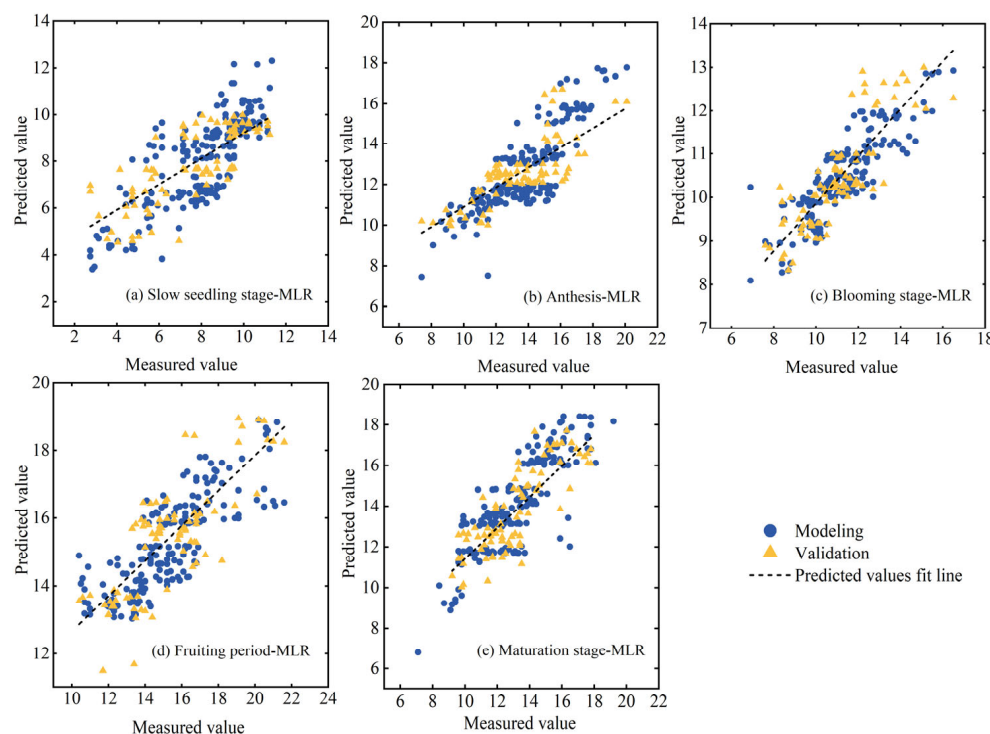 14
12
10
8
6
4
2
Predicted value
(a) Slow seedling stage-MLR
2 4 6 8 10 12 14
Measured value
20
18
16
14
12
10
8
6
Predicted value
(b) Anthesis-MLR
6 8 10 12 14 16 18 20 22
Measured value
14
13
12
11
10
9
8
7
Predicted value
(c) Blooming stage-MLR
6 8 10 12 14 16 18
Measured value
20
18
16
14
12
Predicted value
(d) Fruiting period-MLR
10 12 14 16 18 20 22 24
Measured value
20
18
16
14
12
10
8
6
Predicted value
(e) Maturation stage-MLR
6 8 10 12 14 16 18 20 22
Measured value
Modeling
Validation
Predicted values fit line